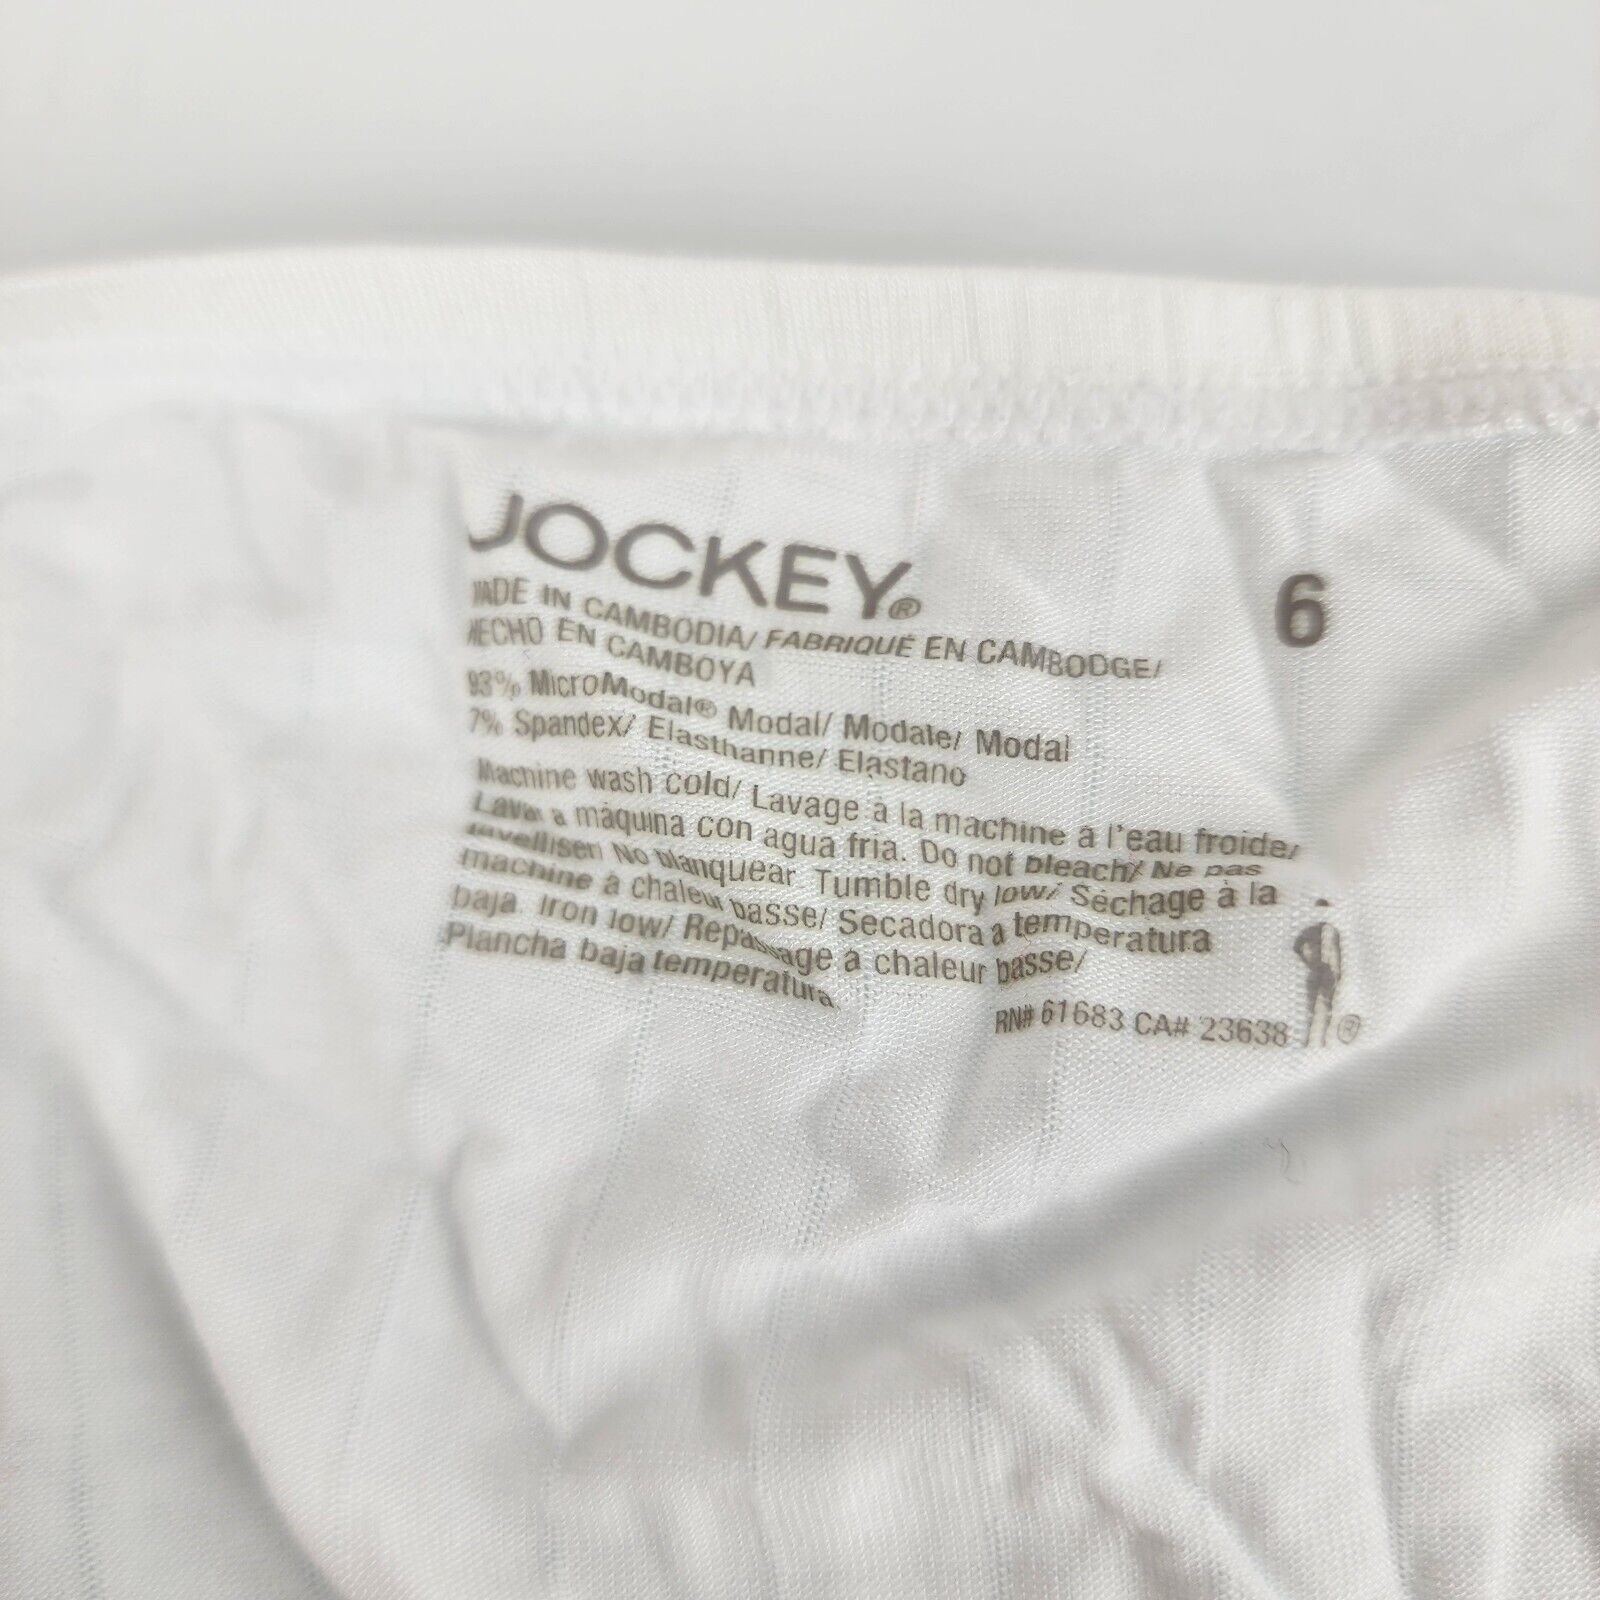 JOCKEY®
6
MADE IN CAMBODIA/ FABRIQUÉ EN CAMBODGE/
HECHO EN CAMBOYA
93% MicroModal® Modal/ Modale/ Modal
7% Spandex/ Elasthanne/ Elastano
Machine wash cold/ Lavage à la machine à l'eau froide/
Lavar a máquina con agua fria. Do not bleach/ Ne pas
javelliser/ No blanquear. Tumble dry low/ Séchage à la
machine à chaleur basse/ Secadora a temperatura
baja. Iron low/ Repassage à chaleur basse/
Plancha baja temperatura.
RN# 61683 CA# 23638
®